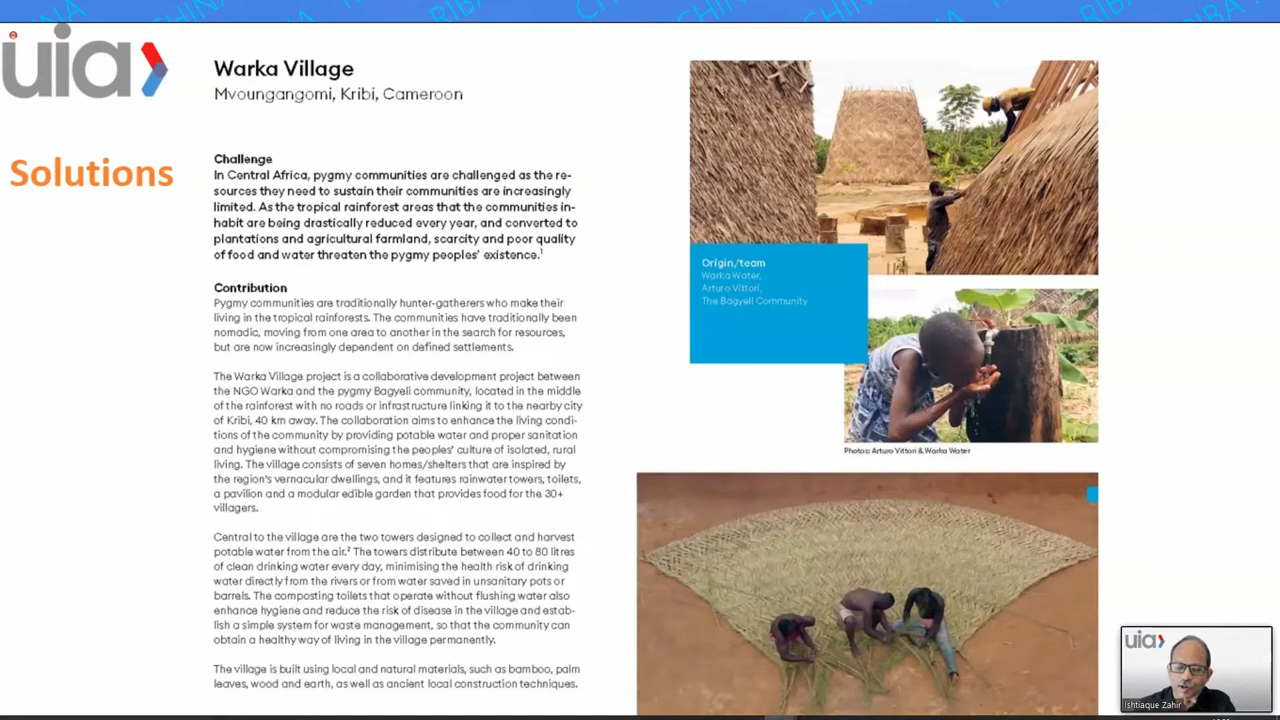 CHINA
RIBA
CHINA
CHINA
RIBA
CHINA
RIBA
uia
Solutions
Warka Village
Mvoungangomi, Kribi, Cameroon
Challenge
In Central Africa, pygmy communities are challenged as the re-
sources they need to sustain their communities are increasingly
limited. As the tropical rainforest areas that the communities in-
habit are being drastically reduced every year, and converted to
plantations and agricultural farmland, scarcity and poor quality
of food and water threaten the pygmy peoples' existence.¹
Contribution
Pygmy communities are traditionally hunter-gatherers who make their
living in the tropical rainforests. The communities have traditionally been
nomadic, moving from one area to another in the search for resources,
but are now increasingly dependent on defined settlements.
The Warka Village project is a collaborative development project between
the NGO Warka and the pygmy Bagyeli community, located in the middle
of the rainforest with no roads or infrastructure linking it to the nearby city
of Kribi, 40 km away. The collaboration aims to enhance the living condi-
tions of the community by providing potable water and proper sanitation
and hygiene without compromising the peoples' culture of isolated, rural
living. The village consists of seven homes/shelters that are inspired by
the region's vernacular dwellings, and it features rainwater towers, toilets,
a pavilion and a modular edible garden that provides food for the 30+
villagers.
Central to the village are the two towers designed to collect and harvest
potable water from the air.² The towers distribute between 40 to 80 litres
of clean drinking water every day, minimising the health risk of drinking
water directly from the rivers or from water saved in unsanitary pots or
barrels. The composting toilets that operate without flushing water also
enhance hygiene and reduce the risk of disease in the village and estab-
lish a simple system for waste management, so that the community can
obtain a healthy way of living in the village permanently.
The village is built using local and natural materials, such as bamboo, palm
leaves, wood and earth, as well as ancient local construction techniques.
Origin/team
Warka Water,
Arturo Vittori,
The Bagyeli Community
Photos: Arturo Vittori & Warka Water
uia
Ishtiaque Zahir